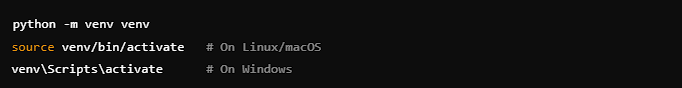 python -m venv venv
source venv/bin/activate   # On Linux/macOS
venv\Scripts\activate      # On Windows